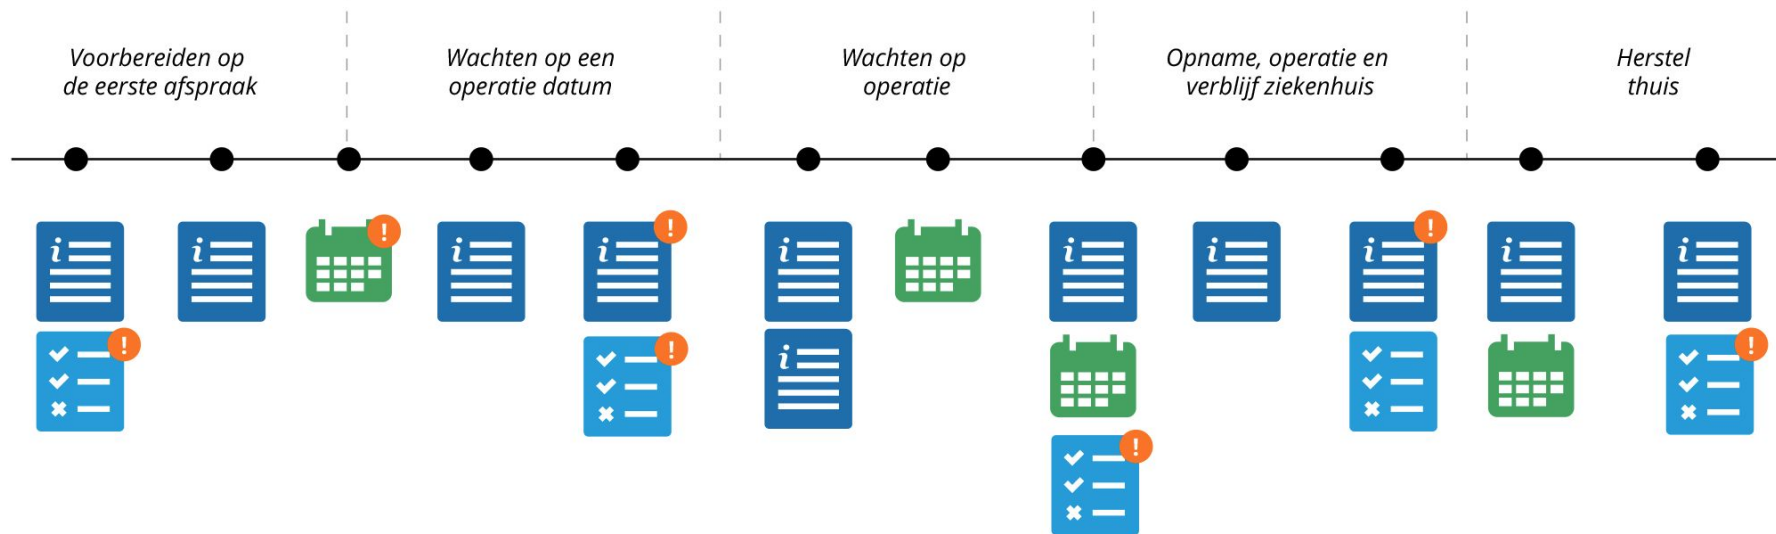 Voorbereiden op
de eerste afspraak
Wachten op een
operatie datum
Wachten op
operatie
Opname, operatie en
verblijf ziekenhuis
Herstel
thuis